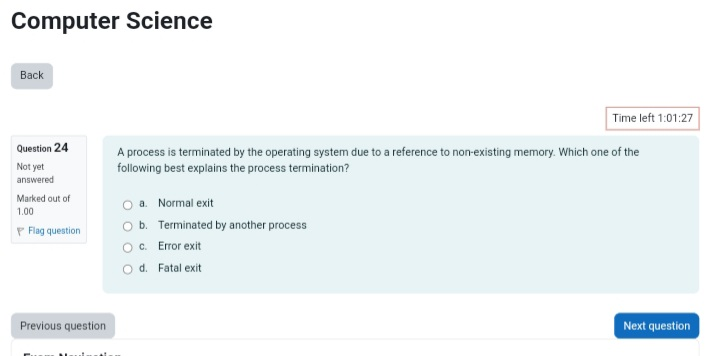 Computer Science
Back
Time left 1:01:27
Question 24
Not yet
answered
Marked out of
1.00
Flag question
A process is terminated by the operating system due to a reference to non-existing memory. Which one of the
following best explains the process termination?
a. Normal exit
b. Terminated by another process
c. Error exit
d. Fatal exit
Previous question
Next question
Exam Navigation